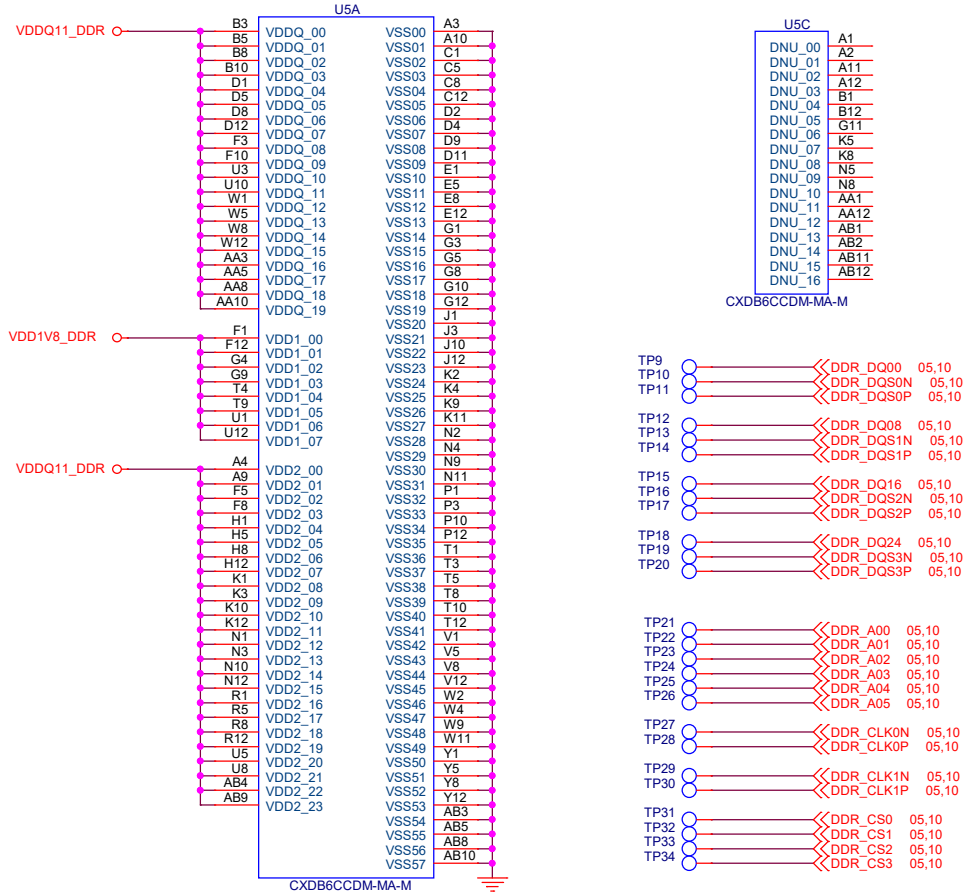 U5A
VDDQ11_DDR
B3 VDDQ_00
B5 VDDQ_01
B8 VDDQ_02
B10 VDDQ_03
D1 VDDQ_04
D5 VDDQ_05
D8 VDDQ_06
D12 VDDQ_07
F3 VDDQ_08
F10 VDDQ_09
U3 VDDQ_10
U10 VDDQ_11
W1 VDDQ_12
W5 VDDQ_13
W8 VDDQ_14
W12 VDDQ_15
AA3 VDDQ_16
AA5 VDDQ_17
AA8 VDDQ_18
AA10 VDDQ_19
VDD1V8_DDR
F1 VDD1_00
F12 VDD1_01
G4 VDD1_02
G9 VDD1_03
T4 VDD1_04
T9 VDD1_05
U1 VDD1_06
U12 VDD1_07
VDDQ11_DDR
A4 VDD2_00
A9 VDD2_01
F5 VDD2_02
F8 VDD2_03
H1 VDD2_04
H5 VDD2_05
H8 VDD2_06
H12 VDD2_07
K1 VDD2_08
K3 VDD2_09
K10 VDD2_10
K12 VDD2_11
N1 VDD2_12
N3 VDD2_13
N10 VDD2_14
N12 VDD2_15
R1 VDD2_16
R5 VDD2_17
R8 VDD2_18
R12 VDD2_19
U5 VDD2_20
U8 VDD2_21
AB4 VDD2_22
AB9 VDD2_23
VSS00 A3
VSS01 A10
VSS02 C1
VSS03 C5
VSS04 C8
VSS05 C12
VSS06 D2
VSS07 D4
VSS08 D9
VSS09 D11
VSS10 E1
VSS11 E5
VSS12 E8
VSS13 E12
VSS14 G1
VSS15 G3
VSS16 G5
VSS17 G8
VSS18 G10
VSS19 G12
VSS20 J1
VSS21 J3
VSS22 J10
VSS23 J12
VSS24 K2
VSS25 K4
VSS26 K9
VSS27 K11
VSS28 N2
VSS29 N4
VSS30 N9
VSS31 N11
VSS32 P1
VSS33 P3
VSS34 P10
VSS35 P12
VSS36 T1
VSS37 T3
VSS38 T5
VSS39 T8
VSS40 T10
VSS41 T12
VSS42 V1
VSS43 V5
VSS44 V8
VSS45 V12
VSS46 W2
VSS47 W4
VSS48 W9
VSS49 W11
VSS50 Y1
VSS51 Y5
VSS52 Y8
VSS53 Y12
VSS54 AB3
VSS55 AB5
VSS56 AB8
VSS57 AB10
CXDB6CCDM-MA-M
U5C
DNU_00 A1
DNU_01 A2
DNU_02 A11
DNU_03 A12
DNU_04 B1
DNU_05 B12
DNU_06 G11
DNU_07 K5
DNU_08 K8
DNU_09 N5
DNU_10 N8
DNU_11 AA1
DNU_12 AA12
DNU_13 AB1
DNU_14 AB2
DNU_15 AB11
DNU_16 AB12
CXDB6CCDM-MA-M
TP9 DDR_DQ00 05,10
TP10 DDR_DQS0N 05,10
TP11 DDR_DQS0P 05,10
TP12 DDR_DQ08 05,10
TP13 DDR_DQS1N 05,10
TP14 DDR_DQS1P 05,10
TP15 DDR_DQ16 05,10
TP16 DDR_DQS2N 05,10
TP17 DDR_DQS2P 05,10
TP18 DDR_DQ24 05,10
TP19 DDR_DQS3N 05,10
TP20 DDR_DQS3P 05,10
TP21 DDR_A00 05,10
TP22 DDR_A01 05,10
TP23 DDR_A02 05,10
TP24 DDR_A03 05,10
TP25 DDR_A04 05,10
TP26 DDR_A05 05,10
TP27 DDR_CLK0N 05,10
TP28 DDR_CLK0P 05,10
TP29 DDR_CLK1N 05,10
TP30 DDR_CLK1P 05,10
TP31 DDR_CS0 05,10
TP32 DDR_CS1 05,10
TP33 DDR_CS2 05,10
TP34 DDR_CS3 05,10